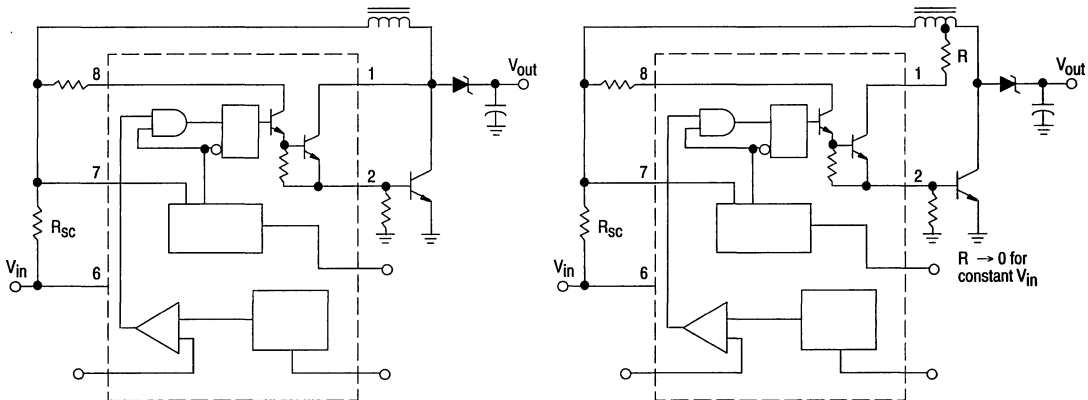 8
1
V_out
7
2
R_SC
V_in
6
8
1
R
V_out
7
2
R_SC
V_in
6
R → 0 for
constant V_in